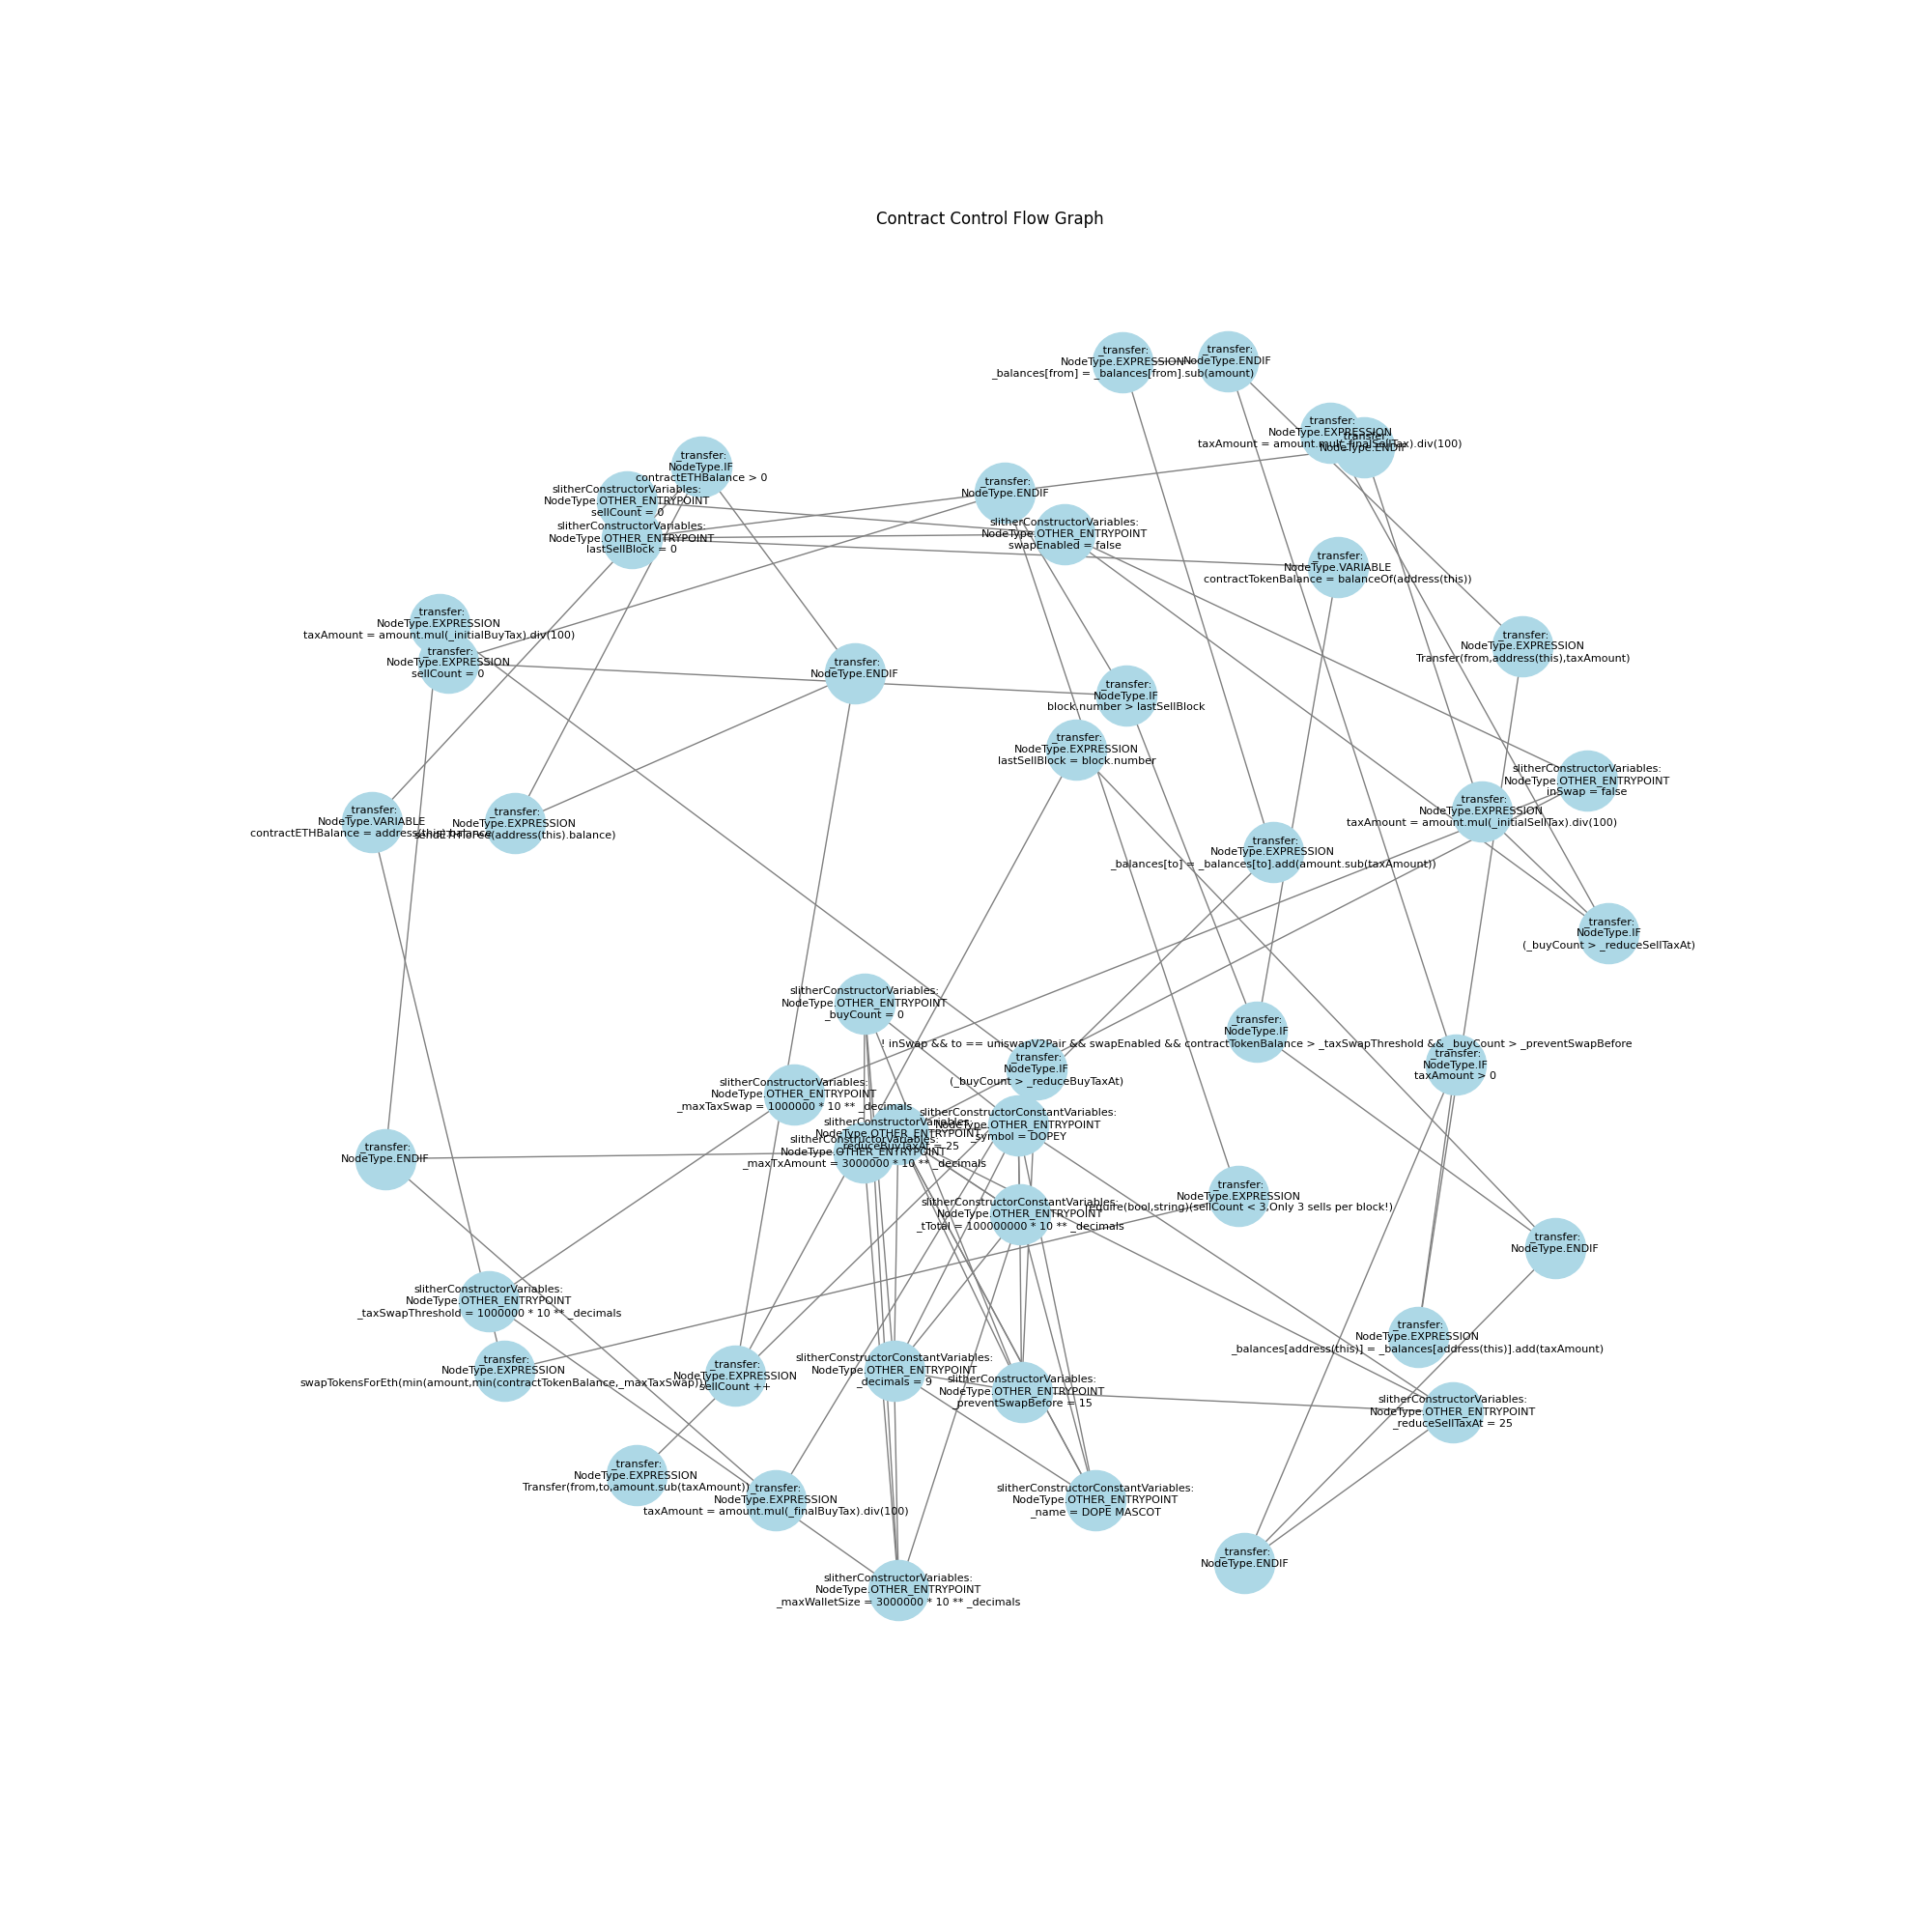 Contract Control Flow Graph
_transfer:
NodeType.EXPRESSION
_balances[from] = _balances[from].sub(amount)
_transfer:
NodeType.ENDIF
_transfer:
NodeType.EXPRESSION
taxAmount = amount.mul(_finalSellTax).div(100)
_transfer:
NodeType.ENDIF
_transfer:
NodeType.IF
contractETHBalance > 0
slitherConstructorVariables:
NodeType.OTHER_ENTRYPOINT
sellCount = 0
slitherConstructorVariables:
NodeType.OTHER_ENTRYPOINT
lastSellBlock = 0
_transfer:
NodeType.ENDIF
slitherConstructorVariables:
NodeType.OTHER_ENTRYPOINT
swapEnabled = false
_transfer:
NodeType.VARIABLE
contractTokenBalance = balanceOf(address(this))
_transfer:
NodeType.EXPRESSION
taxAmount = amount.mul(_initialBuyTax).div(100)
_transfer:
NodeType.EXPRESSION
sellCount = 0
_transfer:
NodeType.ENDIF
_transfer:
NodeType.EXPRESSION
Transfer(from,address(this),taxAmount)
_transfer:
NodeType.IF
block.number > lastSellBlock
_transfer:
NodeType.EXPRESSION
lastSellBlock = block.number
slitherConstructorVariables:
NodeType.OTHER_ENTRYPOINT
inSwap = false
_transfer:
NodeType.EXPRESSION
taxAmount = amount.mul(_initialSellTax).div(100)
_transfer:
NodeType.VARIABLE
contractETHBalance = address(this).balance
_transfer:
NodeType.EXPRESSION
sendETHToFee(address(this).balance)
_transfer:
NodeType.EXPRESSION
_balances[to] = _balances[to].add(amount.sub(taxAmount))
_transfer:
NodeType.IF
(_buyCount > _reduceSellTaxAt)
slitherConstructorVariables:
NodeType.OTHER_ENTRYPOINT
_buyCount = 0
_transfer:
NodeType.IF
! inSwap && to == uniswapV2Pair && swapEnabled && contractTokenBalance > _taxSwapThreshold && _buyCount > _preventSwapBefore
_transfer:
NodeType.IF
(_buyCount > _reduceBuyTaxAt)
_transfer:
NodeType.IF
taxAmount > 0
slitherConstructorVariables:
NodeType.OTHER_ENTRYPOINT
_maxTaxSwap = 1000000 * 10 ** _decimals
slitherConstructorConstantVariables:
NodeType.OTHER_ENTRYPOINT
_symbol = DOPEY
slitherConstructorVariables:
NodeType.OTHER_ENTRYPOINT
_reduceBuyTaxAt = 25
slitherConstructorVariables:
NodeType.OTHER_ENTRYPOINT
_maxTxAmount = 3000000 * 10 ** _decimals
_transfer:
NodeType.ENDIF
_transfer:
NodeType.EXPRESSION
require(bool,string)(sellCount < 3,Only 3 sells per block!)
slitherConstructorConstantVariables:
NodeType.OTHER_ENTRYPOINT
_tTotal = 100000000 * 10 ** _decimals
_transfer:
NodeType.ENDIF
slitherConstructorVariables:
NodeType.OTHER_ENTRYPOINT
_taxSwapThreshold = 1000000 * 10 ** _decimals
_transfer:
NodeType.EXPRESSION
_balances[address(this)] = _balances[address(this)].add(taxAmount)
_transfer:
NodeType.EXPRESSION
swapTokensForEth(min(amount,min(contractTokenBalance,_maxTaxSwap)))
_transfer:
NodeType.EXPRESSION
sellCount ++
slitherConstructorConstantVariables:
NodeType.OTHER_ENTRYPOINT
_decimals = 9
slitherConstructorVariables:
NodeType.OTHER_ENTRYPOINT
_preventSwapBefore = 15
slitherConstructorVariables:
NodeType.OTHER_ENTRYPOINT
_reduceSellTaxAt = 25
_transfer:
NodeType.EXPRESSION
Transfer(from,to,amount.sub(taxAmount))
_transfer:
NodeType.EXPRESSION
taxAmount = amount.mul(_finalBuyTax).div(100)
slitherConstructorConstantVariables:
NodeType.OTHER_ENTRYPOINT
_name = DOPE MASCOT
_transfer:
NodeType.ENDIF
slitherConstructorVariables:
NodeType.OTHER_ENTRYPOINT
_maxWalletSize = 3000000 * 10 ** _decimals